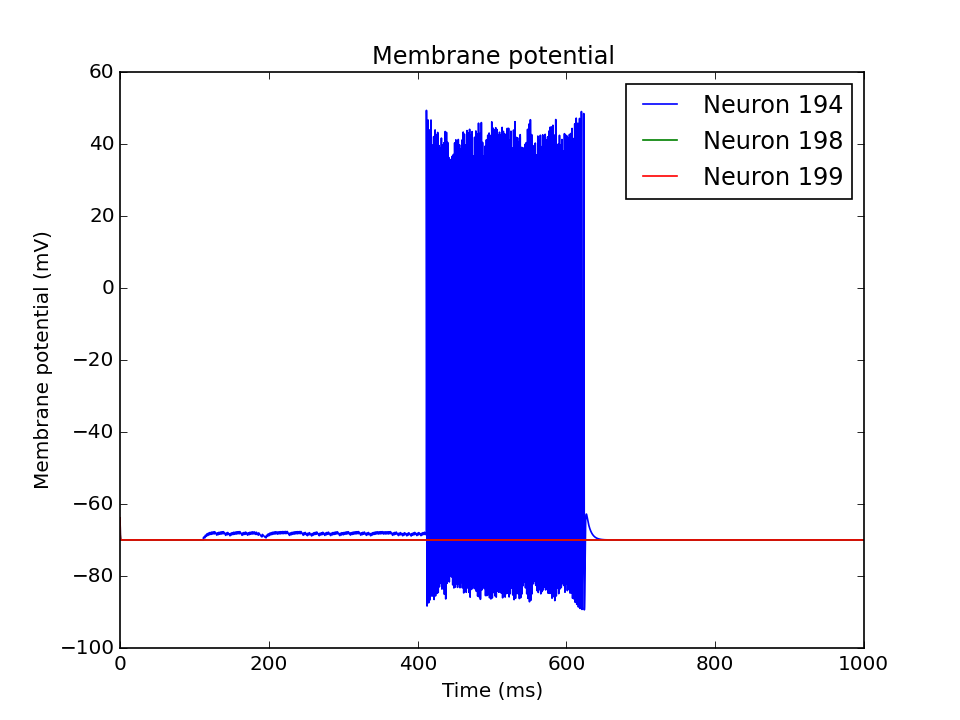 Membrane potential
60
40
20
0
−20
−40
−60
−80
−100
Membrane potential (mV)
Neuron 194
Neuron 198
Neuron 199
0 200 400 600 800 1000
Time (ms)